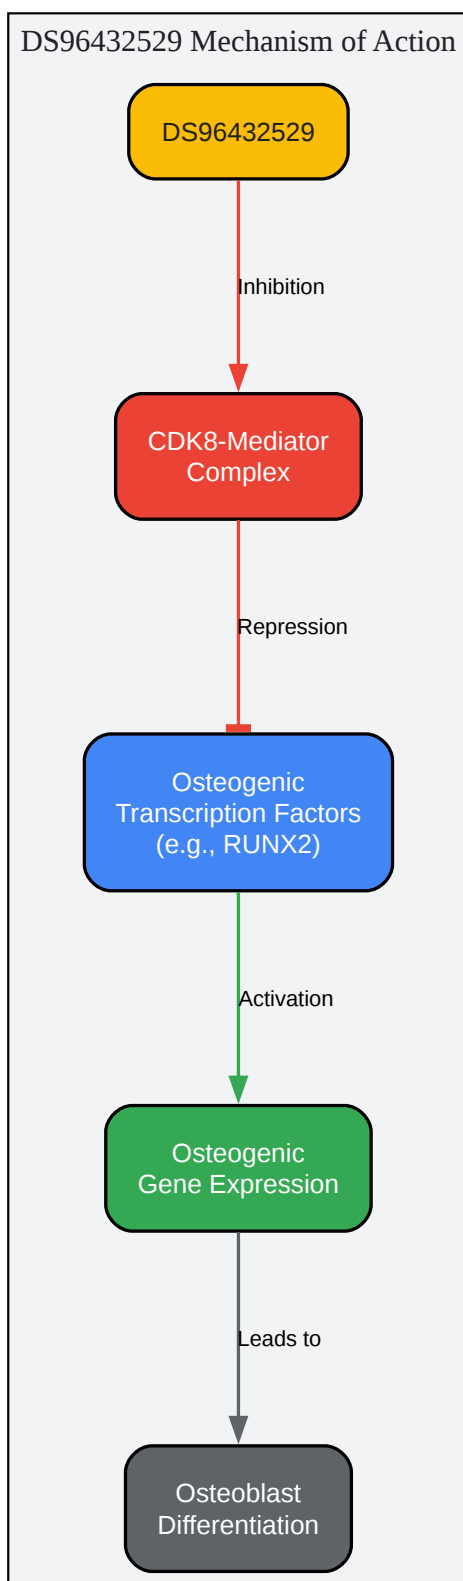 DS96432529 Mechanism of Action
DS96432529
Inhibition
CDK8-Mediator
Complex
Repression
Osteogenic
Transcription Factors
(e.g., RUNX2)
Activation
Osteogenic
Gene Expression
Leads to
Osteoblast
Differentiation